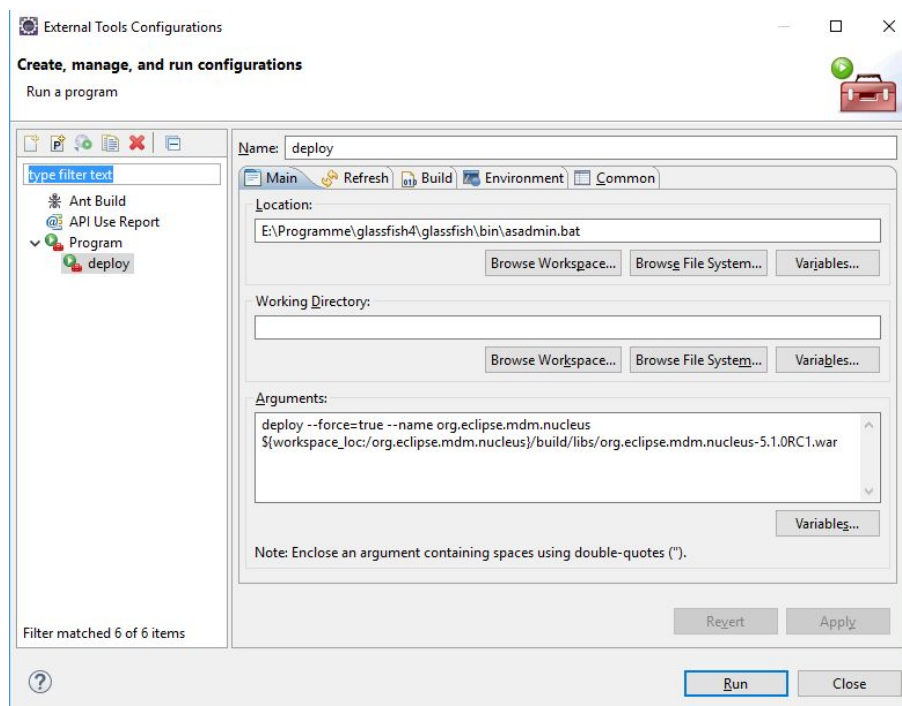 External Tools Configurations
Create, manage, and run configurations
Run a program
Name: deploy
type filter text
Main Refresh Build Environment Common
Ant Build
API Use Report
Program
deploy
Location:
E:\Programme\glassfish4\glassfish\bin\asadmin.bat
Browse Workspace... Browse File System... Variables...
Working Directory:
Browse Workspace... Browse File System... Variables...
Arguments:
deploy --force=true --name org.eclipse.mdm.nucleus
${workspace_loc:/org.eclipse.mdm.nucleus}/build/libs/org.eclipse.mdm.nucleus-5.1.0RC1.war
Variables...
Note: Enclose an argument containing spaces using double-quotes (").
Revert Apply
Filter matched 6 of 6 items
Run Close